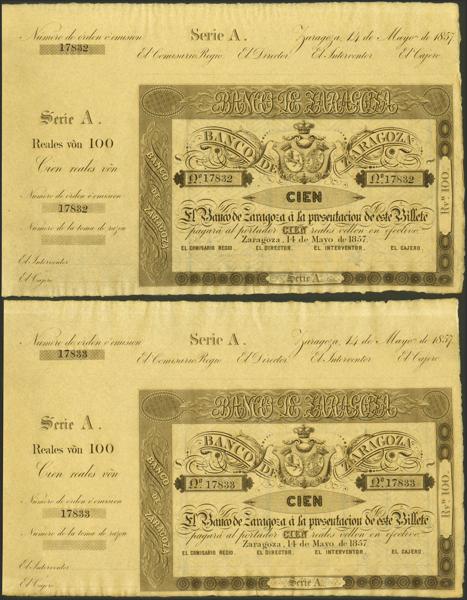 Número de orden ó emision Serie A. Zaragoza, 14 de Mayo de 1857.
17832
El Comisario Regio El Director El Interventor El Cajero
BANCO DE ZARAGOZA
Serie A.
BANCO DE ZARAGOZA
Reales võn 100
Cien reales võn
Nº 17832 Nº 17832
BANCO DE ZARAGOZA
Rvn 100
CIEN
Número de orden ó emision
17832
El Banco de Zaragoza á la presentacion de este Billete
pagará al portador CIEN reales vellon en efectivo.
Número de la toma de razon
Zaragoza, 14 de Mayo de 1857.
EL COMISARIO REGIO. EL DIRECTOR. EL INTERVENTOR. EL CAJERO.
El Interventor
El Cajero
Serie A.
Número de orden ó emision Serie A. Zaragoza, 14 de Mayo de 1857.
17833
El Comisario Regio El Director El Interventor El Cajero
BANCO DE ZARAGOZA
Serie A.
BANCO DE ZARAGOZA
Reales võn 100
Cien reales võn
Nº 17833 Nº 17833
BANCO DE ZARAGOZA
Rvn 100
CIEN
Número de orden ó emision
17833
El Banco de Zaragoza á la presentacion de este Billete
pagará al portador CIEN reales vellon en efectivo.
Número de la toma de razon
Zaragoza, 14 de Mayo de 1857.
EL COMISARIO REGIO. EL DIRECTOR. EL INTERVENTOR. EL CAJERO.
El Interventor
El Cajero
Serie A.